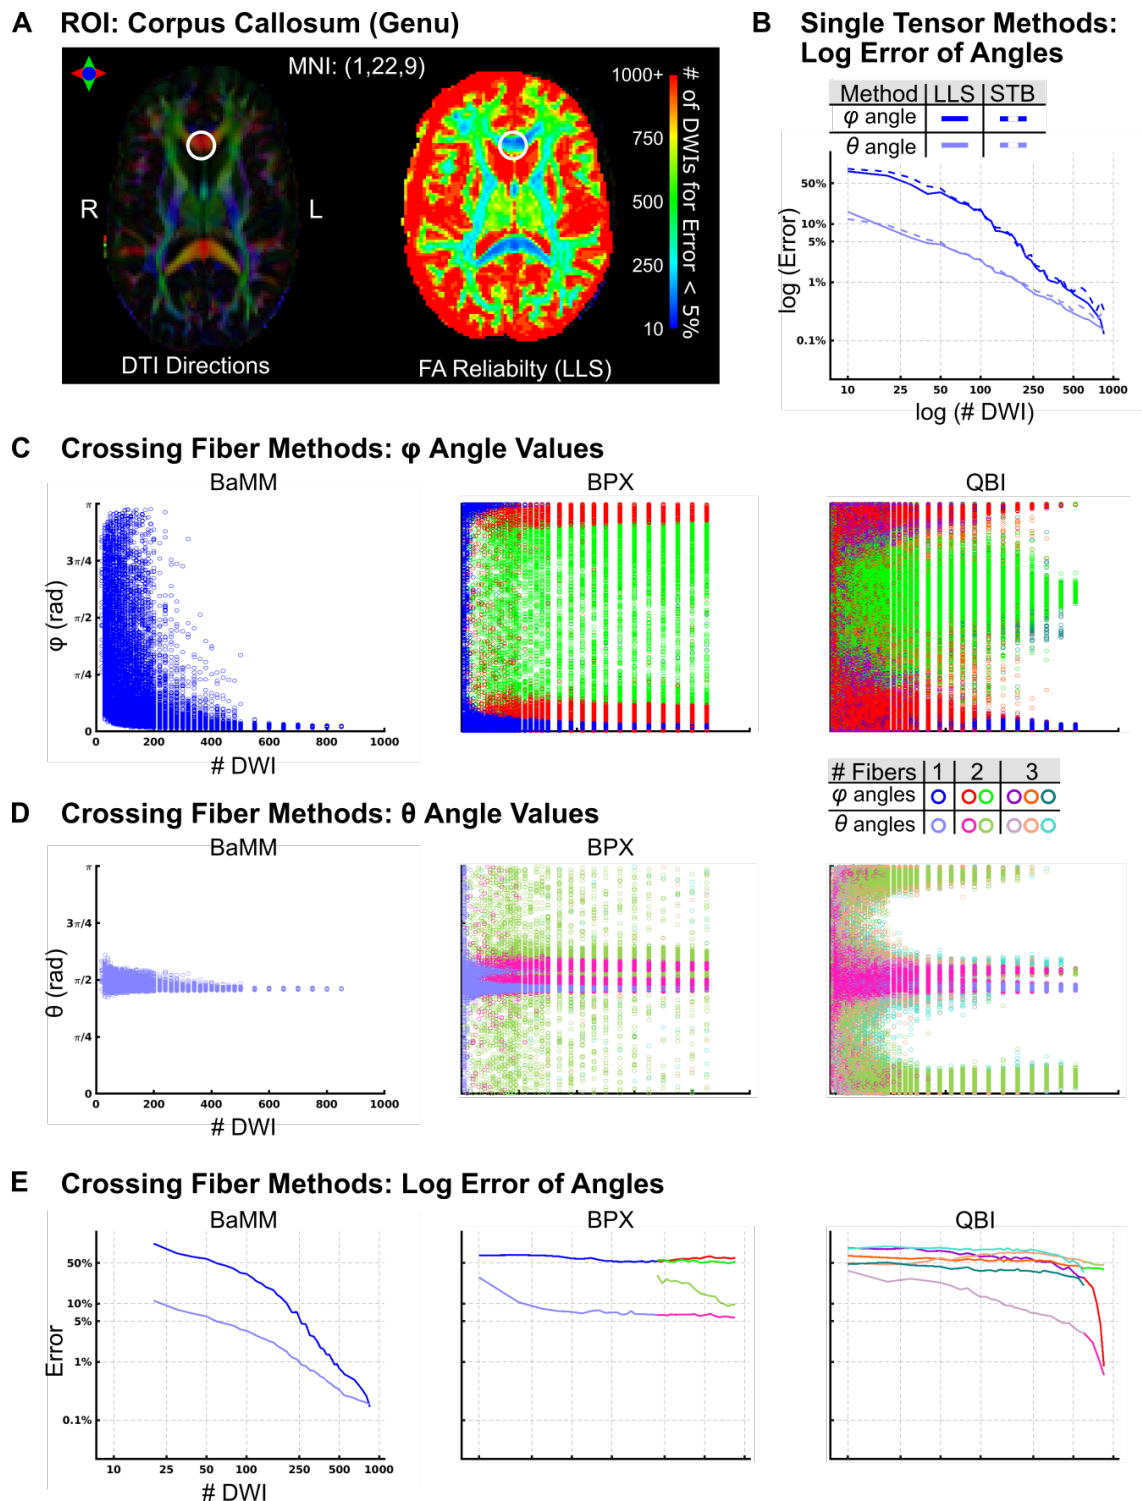 A ROI: Corpus Callosum (Genu)
MNI: (1,22,9)
R
L
DTI Directions
FA Reliabilty (LLS)
1000+
750
500
250
10
# of DWIs for Error < 5%
B Single Tensor Methods:
Log Error of Angles
Method LLS STB
φ angle
θ angle
log (Error)
50%
10%
5%
1%
0.1%
10 25 50 100 250 500 1000
log (# DWI)
C Crossing Fiber Methods: φ Angle Values
BaMM BPX QBI
φ (rad)
π
3π/4
π/2
π/4
0
0 200 400 600 800 1000
# DWI
# Fibers 1 2 3
φ angles
θ angles
D Crossing Fiber Methods: θ Angle Values
BaMM BPX
θ (rad)
π
3π/4
π/2
π/4
0
0 200 400 600 800 1000
# DWI
E Crossing Fiber Methods: Log Error of Angles
BaMM BPX QBI
Error
50%
10%
5%
1%
0.1%
10 25 50 100 250 500 1000
# DWI